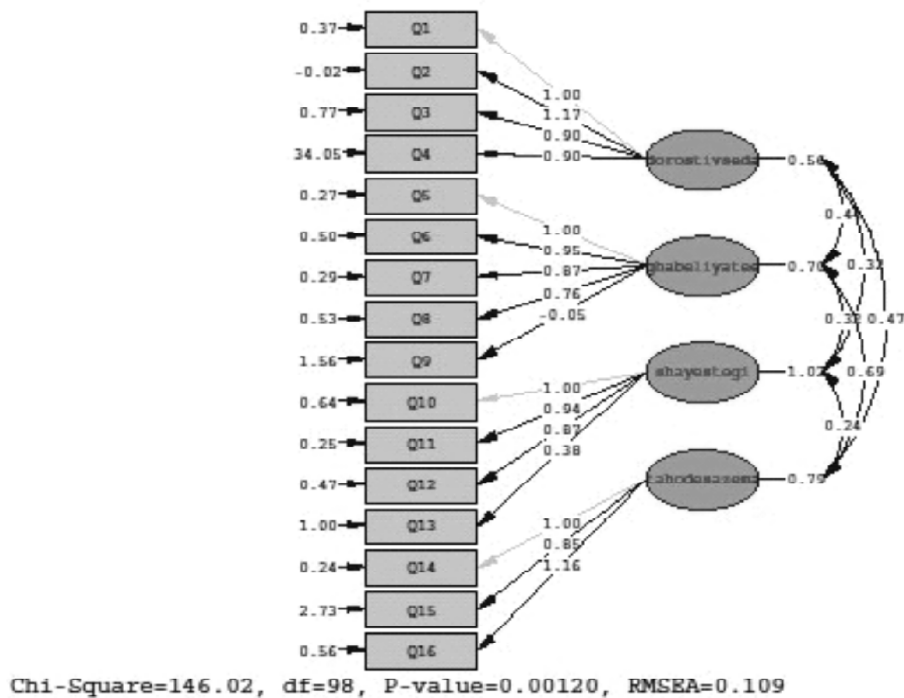 0.37 Q1
-0.02 Q2
1.00
0.77 Q3
1.17
0.90
34.05 Q4
0.90
0.27 Q5
0.44
0.50 Q6
1.00
0.95
0.70
0.29 Q7
0.87
0.76
0.53 Q8
-0.05
0.47
1.56 Q9
shayestegi
0.69
0.64 Q10
1.00
0.94
0.25 Q11
0.87
0.24
0.38
0.47 Q12
0.79
1.00 Q13
1.00
0.85
0.24 Q14
1.16
2.73 Q15
0.56 Q16
Chi-Square=146.02, df=98, P-value=0.00120, RMSEA=0.109